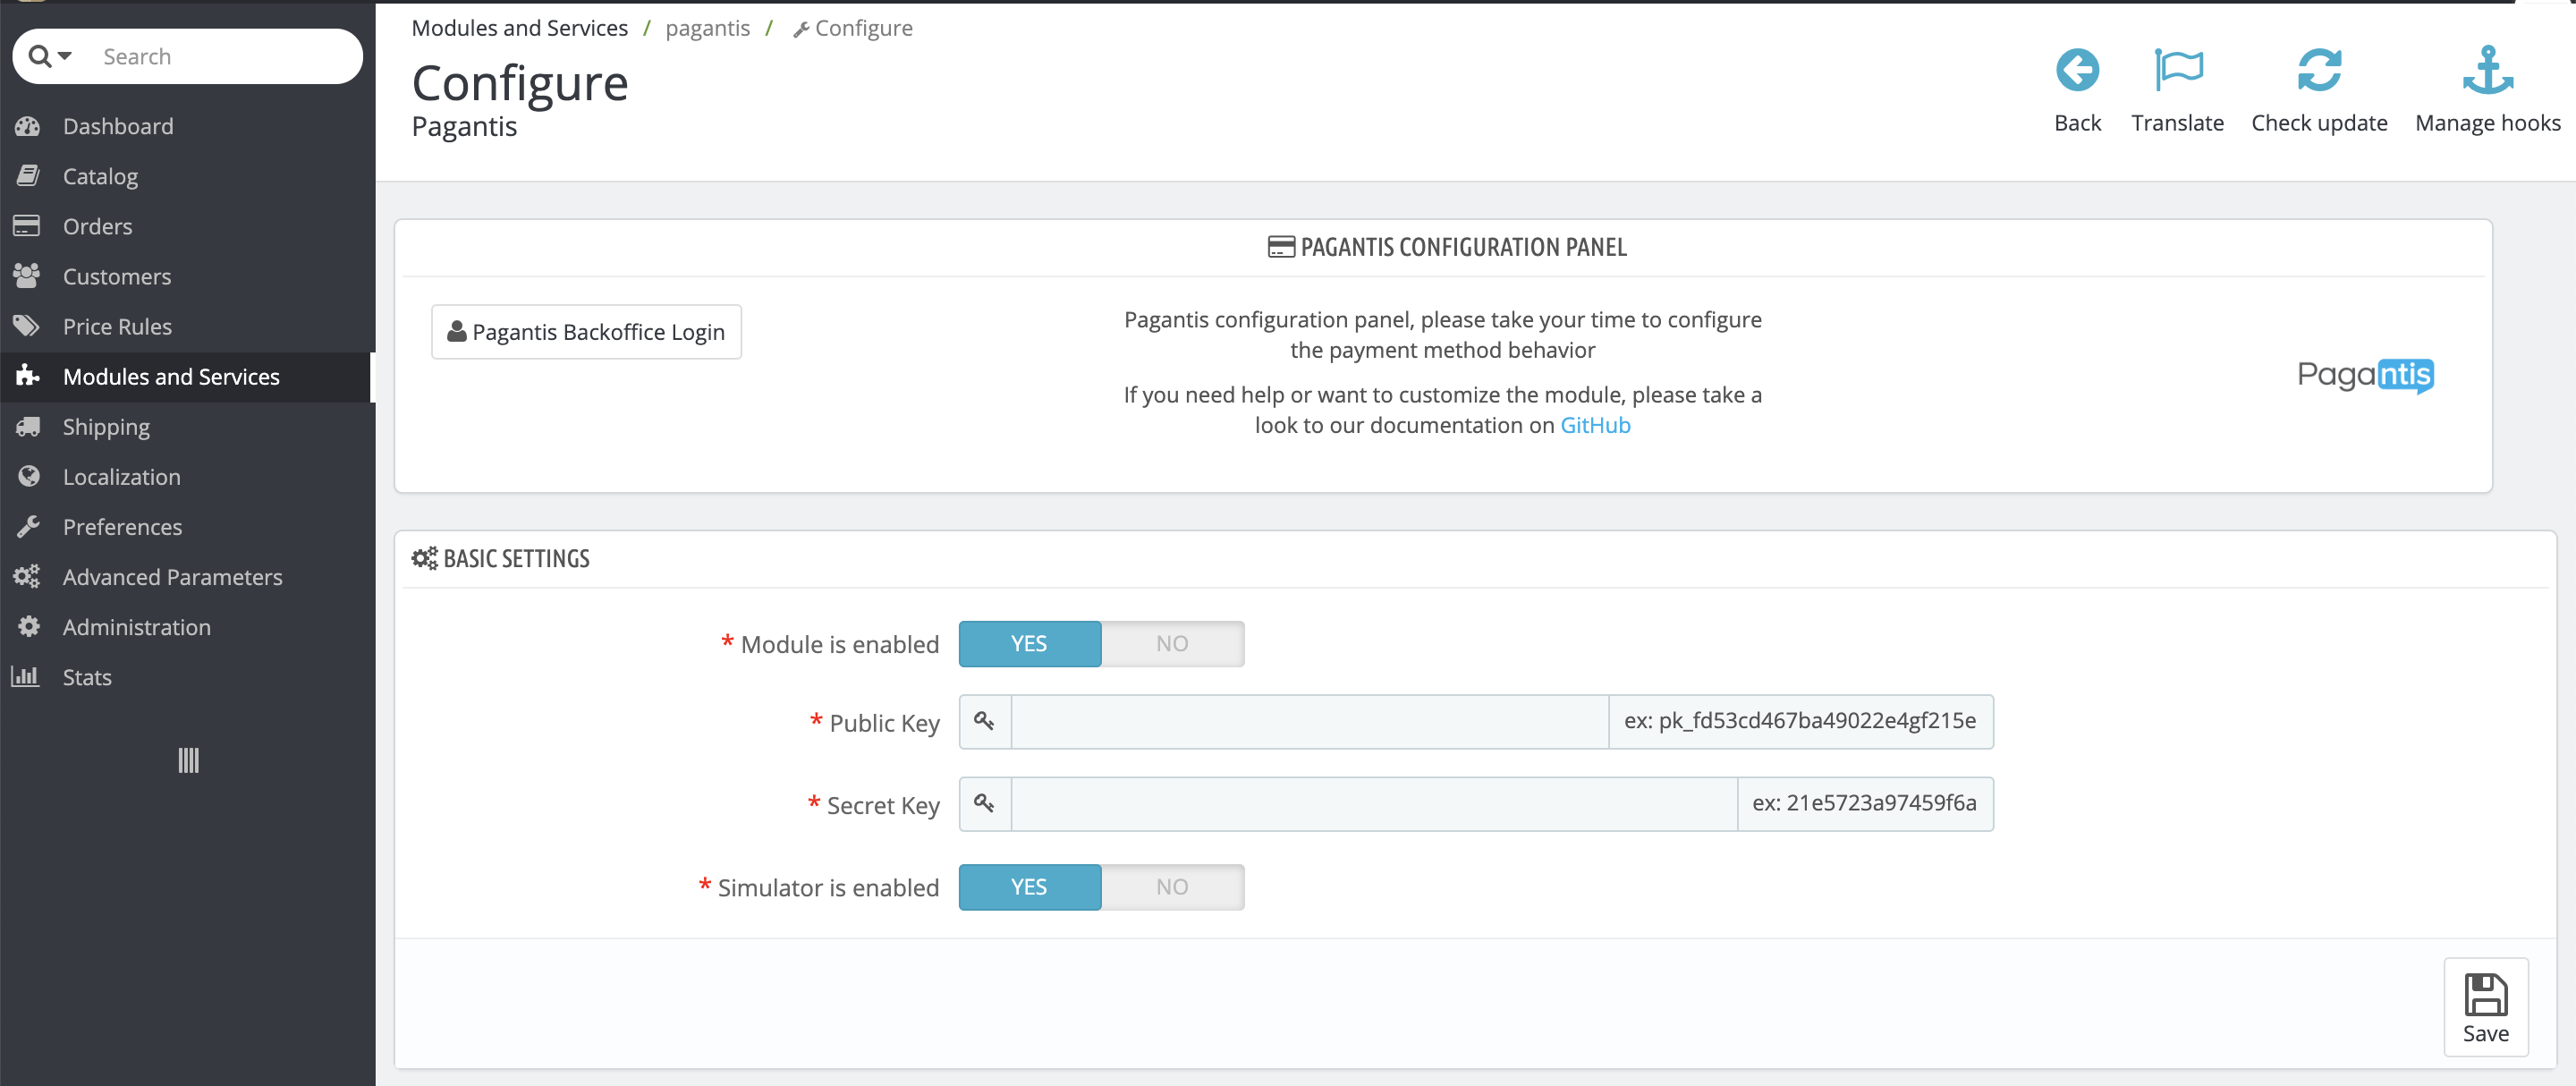 Search
Dashboard
Catalog
Orders
Customers
Price Rules
Modules and Services
Shipping
Localization
Preferences
Advanced Parameters
Administration
Stats
Modules and Services / pagantis / Configure
Configure
Pagantis
Back
Translate
Check update
Manage hooks
PAGANTIS CONFIGURATION PANEL
Pagantis Backoffice Login
Pagantis configuration panel, please take your time to configure
the payment method behavior
If you need help or want to customize the module, please take a
look to our documentation on GitHub
Pagantis
BASIC SETTINGS
* Module is enabled YES NO
* Public Key ex: pk_fd53cd467ba49022e4gf215e
* Secret Key ex: 21e5723a97459f6a
* Simulator is enabled YES NO
Save